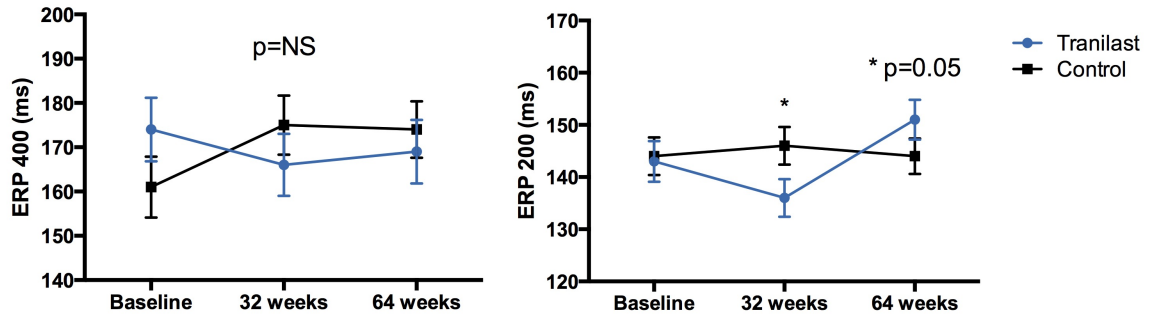 ERP 400 (ms)
200
190
180
170
160
150
140
p=NS
Baseline
32 weeks
64 weeks
ERP 200 (ms)
170
160
150
140
130
120
*
* p=0.05
Baseline
32 weeks
64 weeks
Tranilast
Control